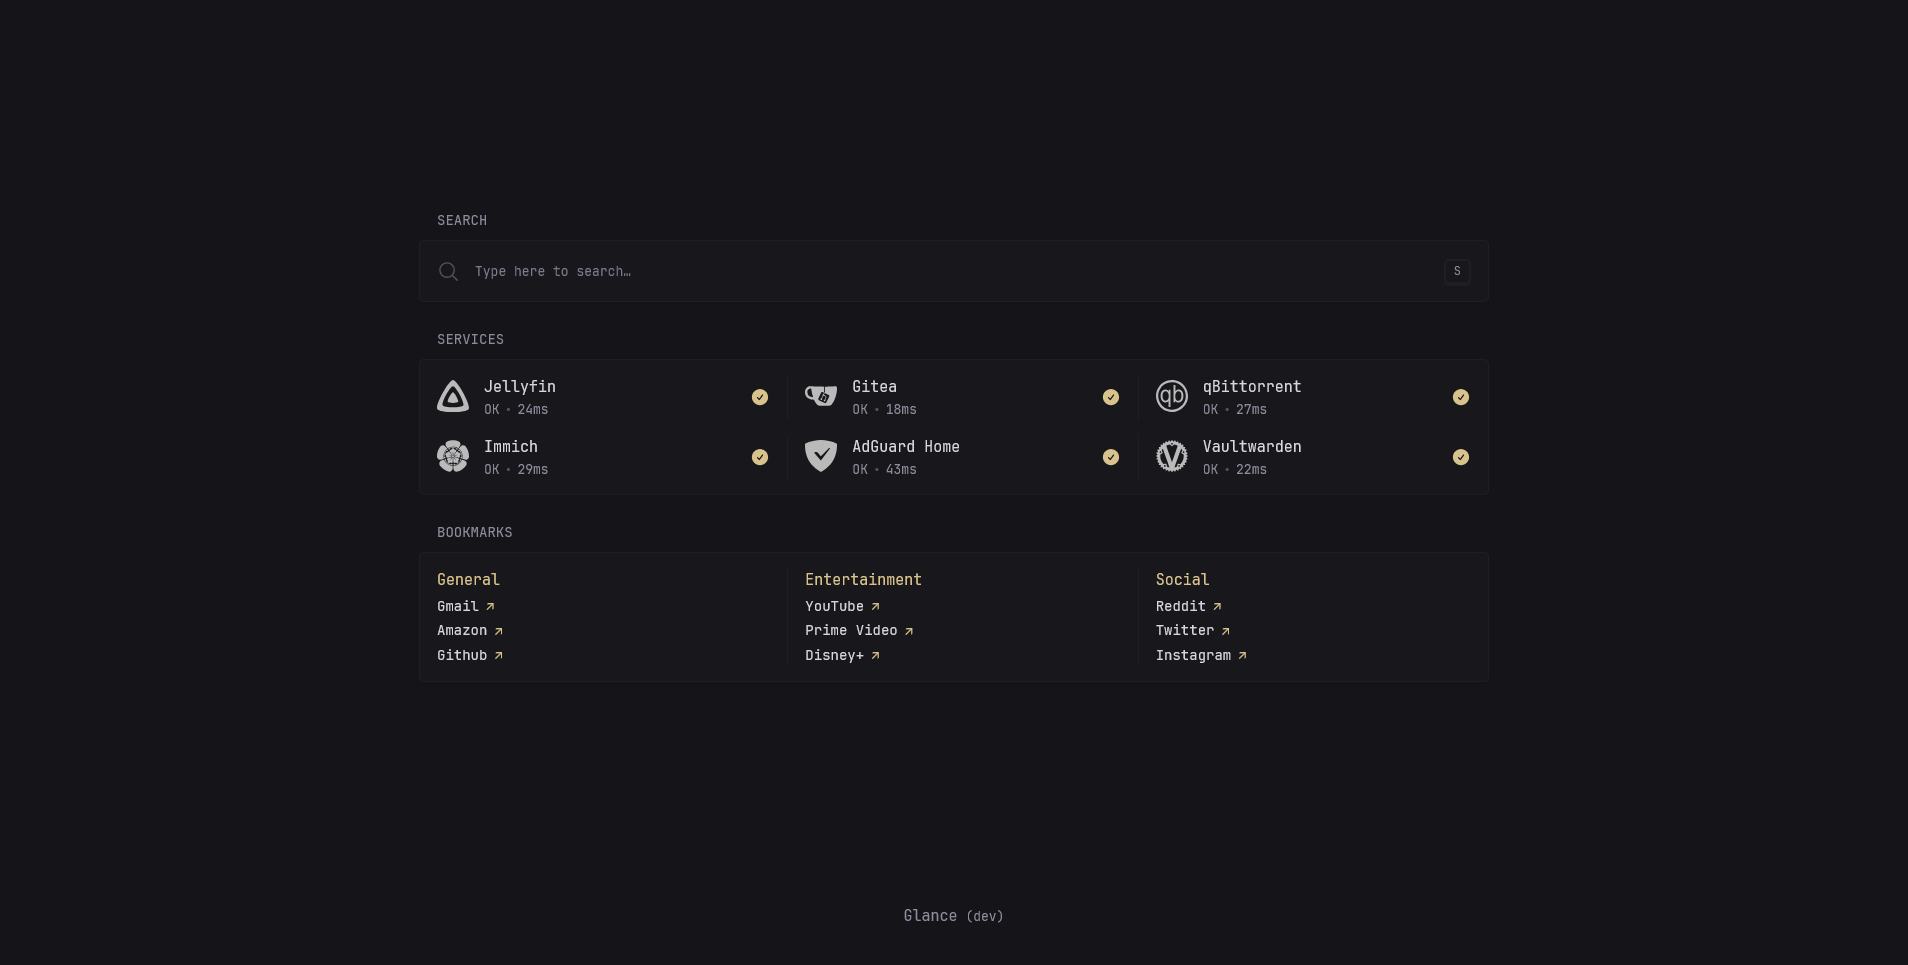 SEARCH
Type here to search…
S
SERVICES
Jellyfin
OK • 24ms
Gitea
OK • 18ms
qb
qBittorrent
OK • 27ms
Immich
OK • 29ms
AdGuard Home
OK • 43ms
V
Vaultwarden
OK • 22ms
BOOKMARKS
General
Gmail ↗
Amazon ↗
Github ↗
Entertainment
YouTube ↗
Prime Video ↗
Disney+ ↗
Social
Reddit ↗
Twitter ↗
Instagram ↗
Glance (dev)